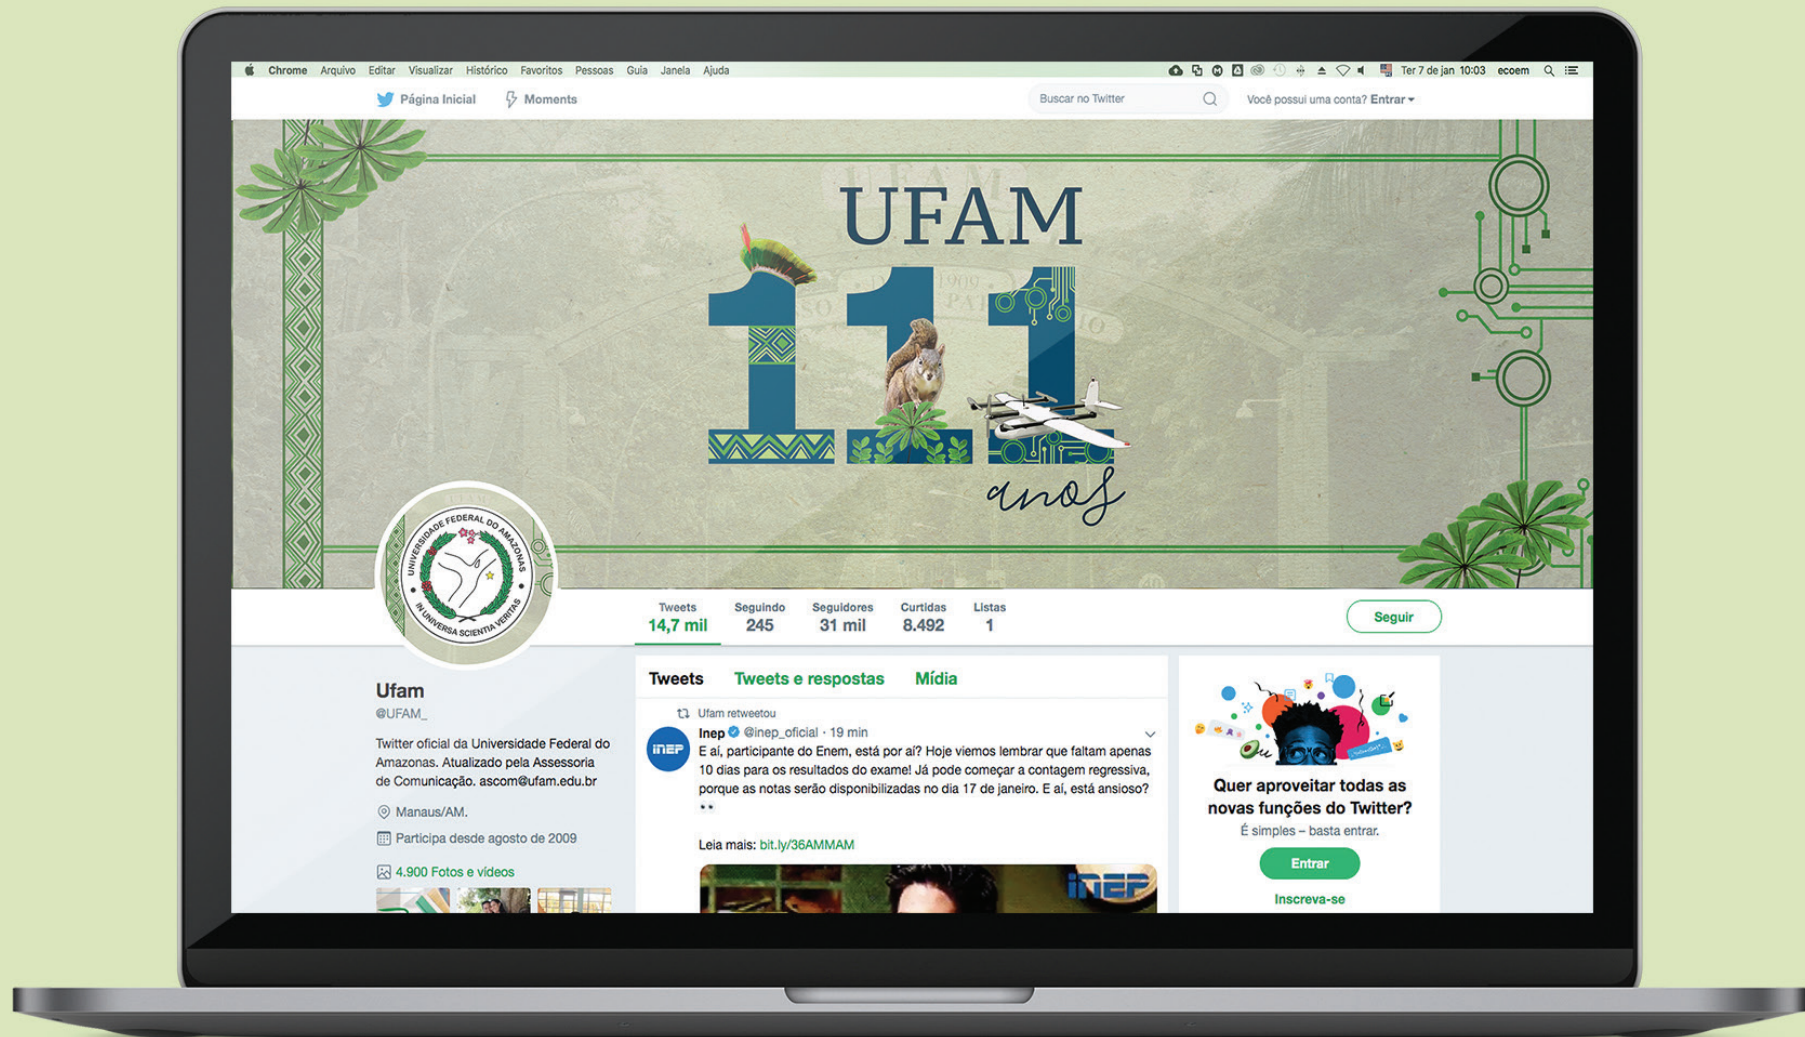 Chrome Arquivo Editar Visualizar Histórico Favoritos Pessoas Guia Janela Ajuda
Ter 7 de jan 10:03 ecoem
Página Inicial Moments
Buscar no Twitter
Você possui uma conta? Entrar
UFAM
1909
UFAM
111
anos
UNIVERSIDADE FEDERAL DO AMAZONAS
IN UNIVERSA SCIENTIA VERITAS
Tweets Seguindo Seguidores Curtidas Listas
14,7 mil 245 31 mil 8.492 1
Seguir
Ufam
@UFAM_
Twitter oficial da Universidade Federal do
Amazonas. Atualizado pela Assessoria
de Comunicação. ascom@ufam.edu.br
Manaus/AM.
Participa desde agosto de 2009
4.900 Fotos e vídeos
Tweets Tweets e respostas Mídia
Ufam retweetou
inep
Inep @inep_oficial · 19 min
E aí, participante do Enem, está por aí? Hoje viemos lembrar que faltam apenas
10 dias para os resultados do exame! Já pode começar a contagem regressiva,
porque as notas serão disponibilizadas no dia 17 de janeiro. E aí, está ansioso?
Leia mais: bit.ly/36AMMAM
inep
Quer aproveitar todas as
novas funções do Twitter?
É simples – basta entrar.
Entrar
Inscreva-se